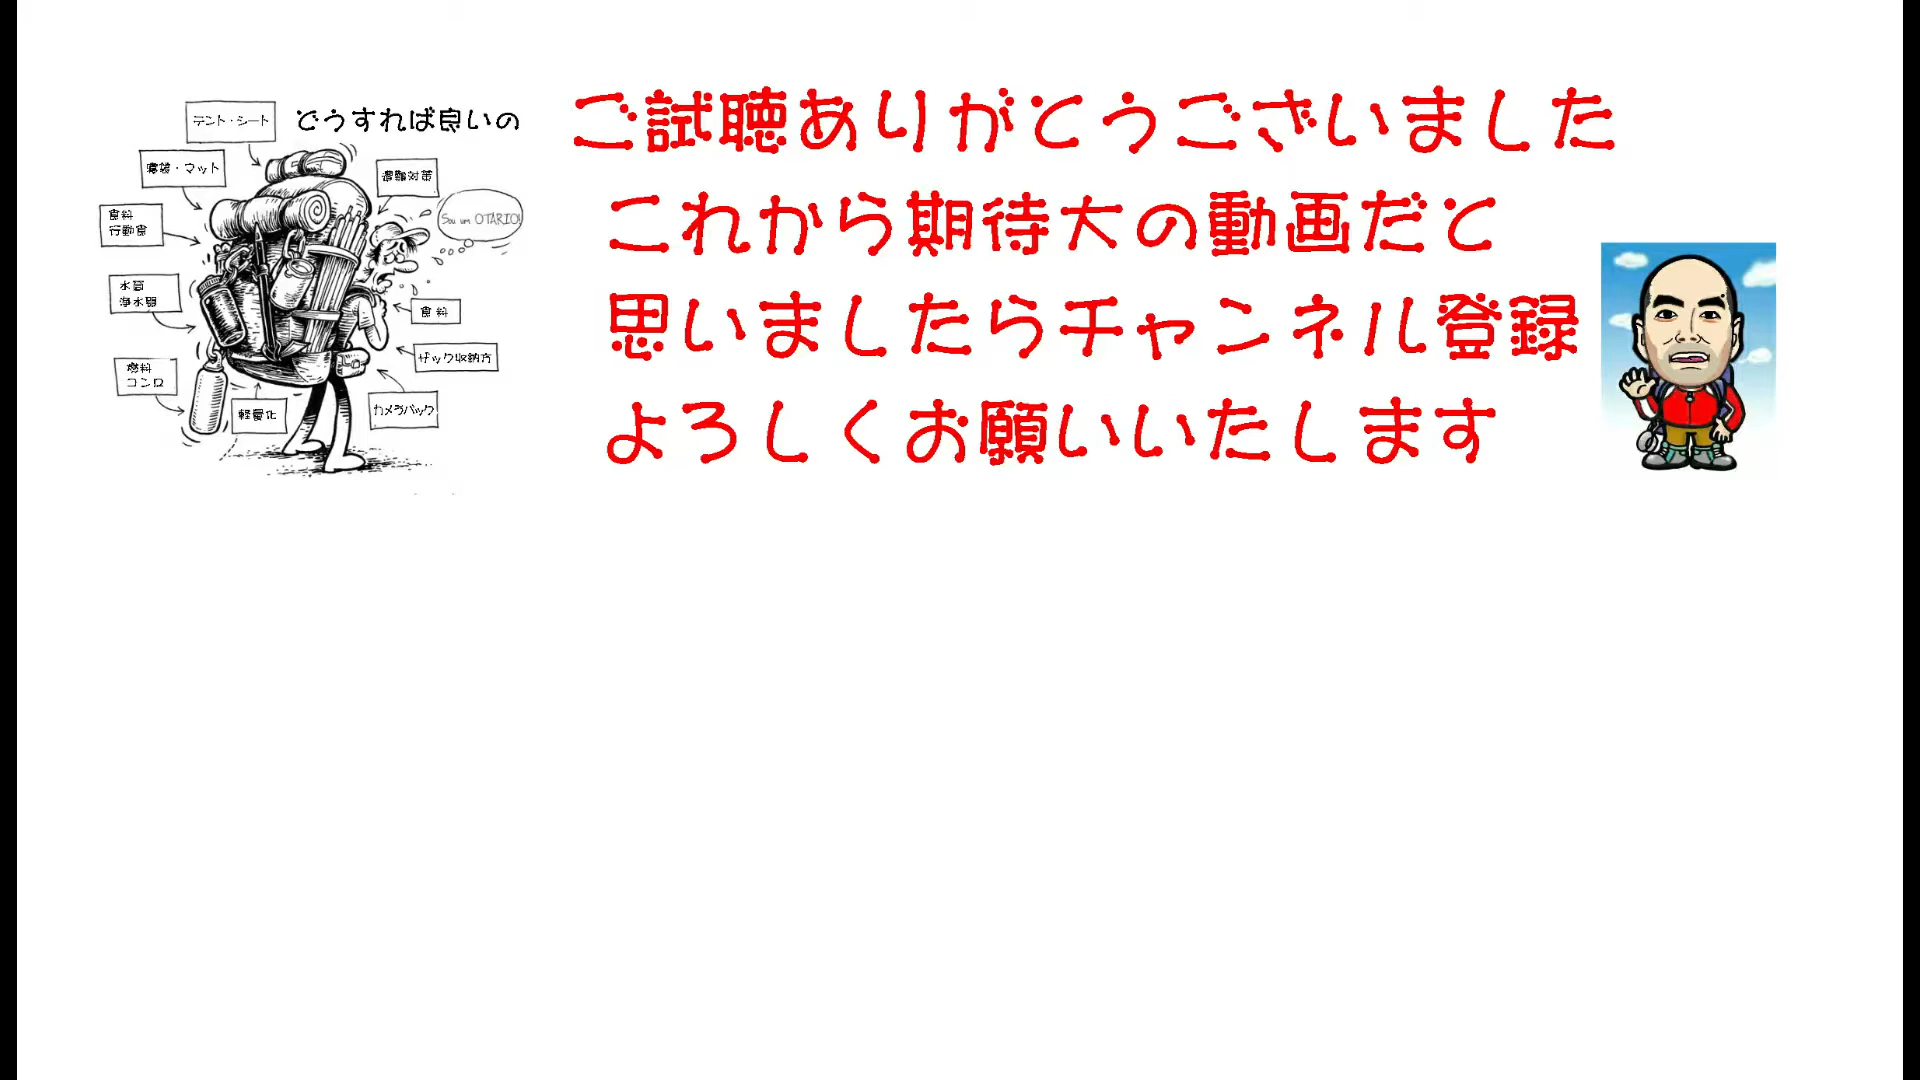 テント・シート
どうすれば良いの
寝袋・マット
遭難対策
食料
行動食
Sou um OTARIO!
水筒
浄水器
食料
ザック収納方
燃料
コンロ
軽量化
カメラバック
ご試聴ありがとうございました
これから期待大の動画だと
思いましたらチャンネル登録
よろしくお願いいたします